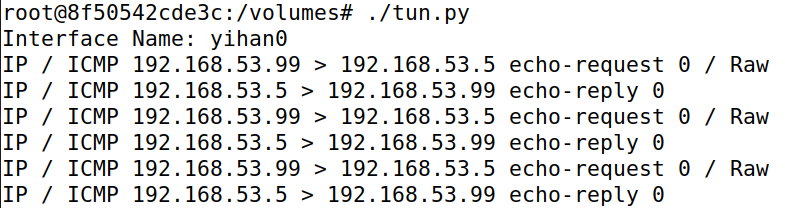 root@8f50542cde3c:/volumes# ./tun.py
Interface Name: yihan0
IP / ICMP 192.168.53.99 > 192.168.53.5 echo-request 0 / Raw
IP / ICMP 192.168.53.5 > 192.168.53.99 echo-reply 0
IP / ICMP 192.168.53.99 > 192.168.53.5 echo-request 0 / Raw
IP / ICMP 192.168.53.5 > 192.168.53.99 echo-reply 0
IP / ICMP 192.168.53.99 > 192.168.53.5 echo-request 0 / Raw
IP / ICMP 192.168.53.5 > 192.168.53.99 echo-reply 0